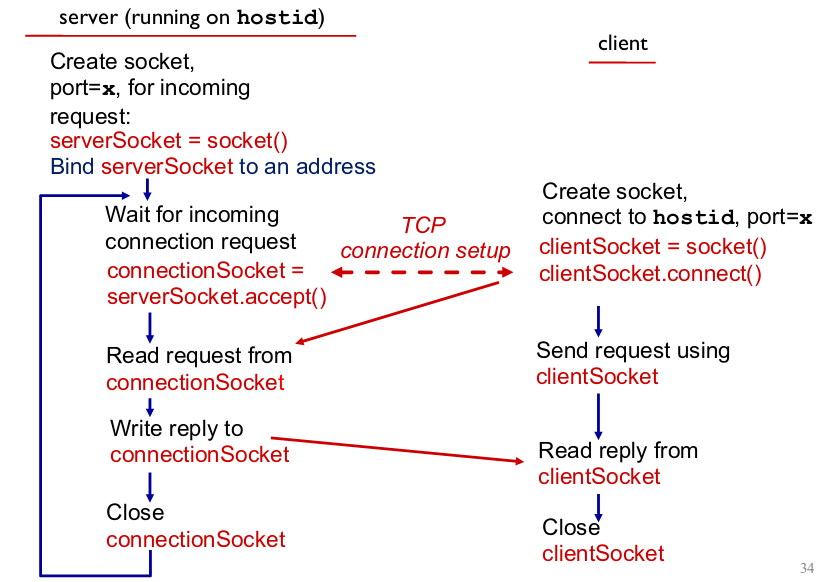 server (running on hostid)
client
Create socket,
port=x, for incoming
request:
serverSocket = socket()
Bind serverSocket to an address
Wait for incoming
connection request
connectionSocket =
serverSocket.accept()
TCP
connection setup
Create socket,
connect to hostid, port=x
clientSocket = socket()
clientSocket.connect()
Read request from
connectionSocket
Send request using
clientSocket
Write reply to
connectionSocket
Read reply from
clientSocket
Close
connectionSocket
Close
clientSocket
34